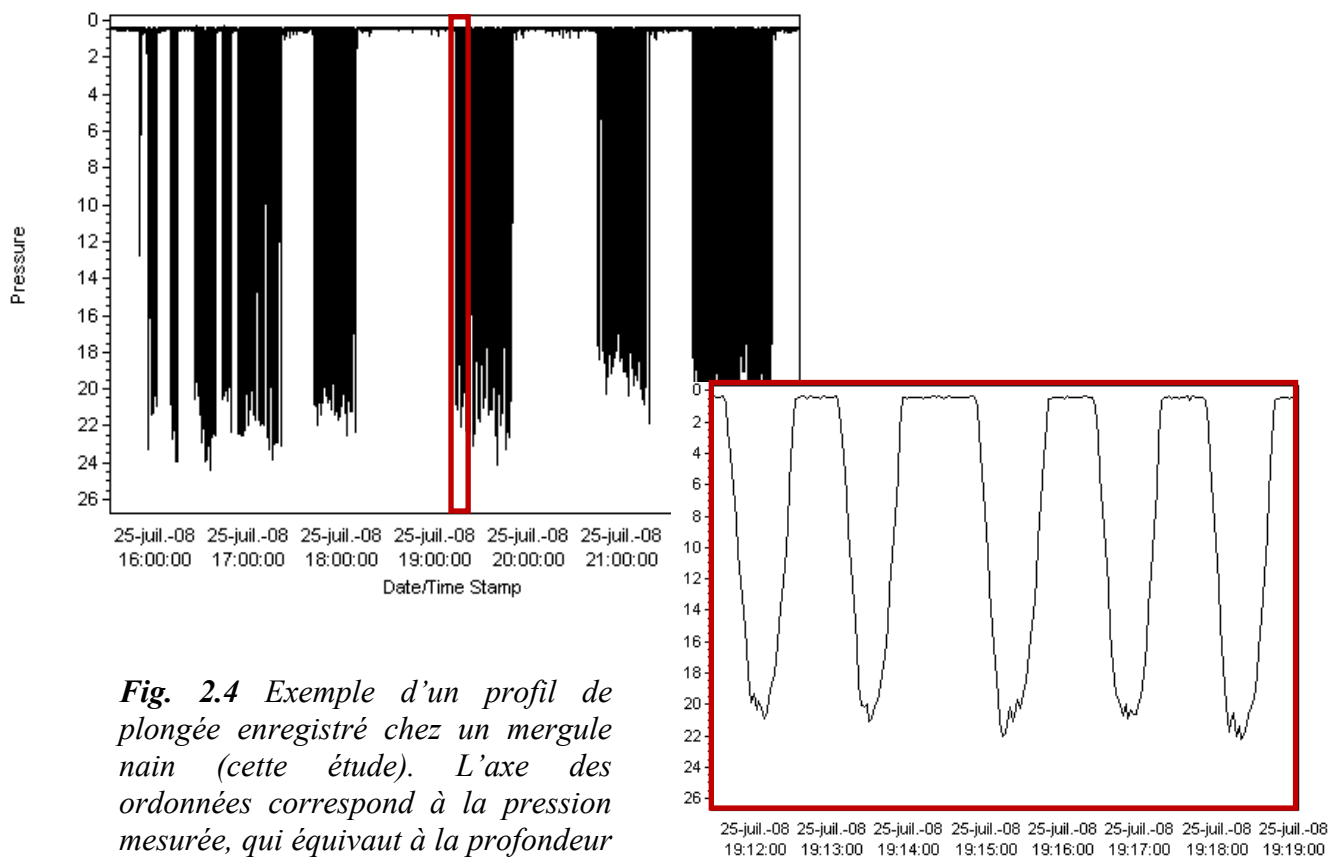 0
2
4
6
8
10
12
14
16
18
20
22
24
26
Pressure
25-juil.-08 25-juil.-08 25-juil.-08 25-juil.-08 25-juil.-08 25-juil.-08
16:00:00 17:00:00 18:00:00 19:00:00 20:00:00 21:00:00
Date/Time Stamp
0
2
4
6
8
10
12
14
16
18
20
22
24
26
25-juil.-08 25-juil.-08 25-juil.-08 25-juil.-08 25-juil.-08 25-juil.-08 25-juil.-08 25-juil.-08
19:12:00 19:13:00 19:14:00 19:15:00 19:16:00 19:17:00 19:18:00 19:19:00
Fig. 2.4 Exemple d’un profil de
plongée enregistré chez un mergule
nain (cette étude). L’axe des
ordonnées correspond à la pression
mesurée, qui équivaut à la profondeur